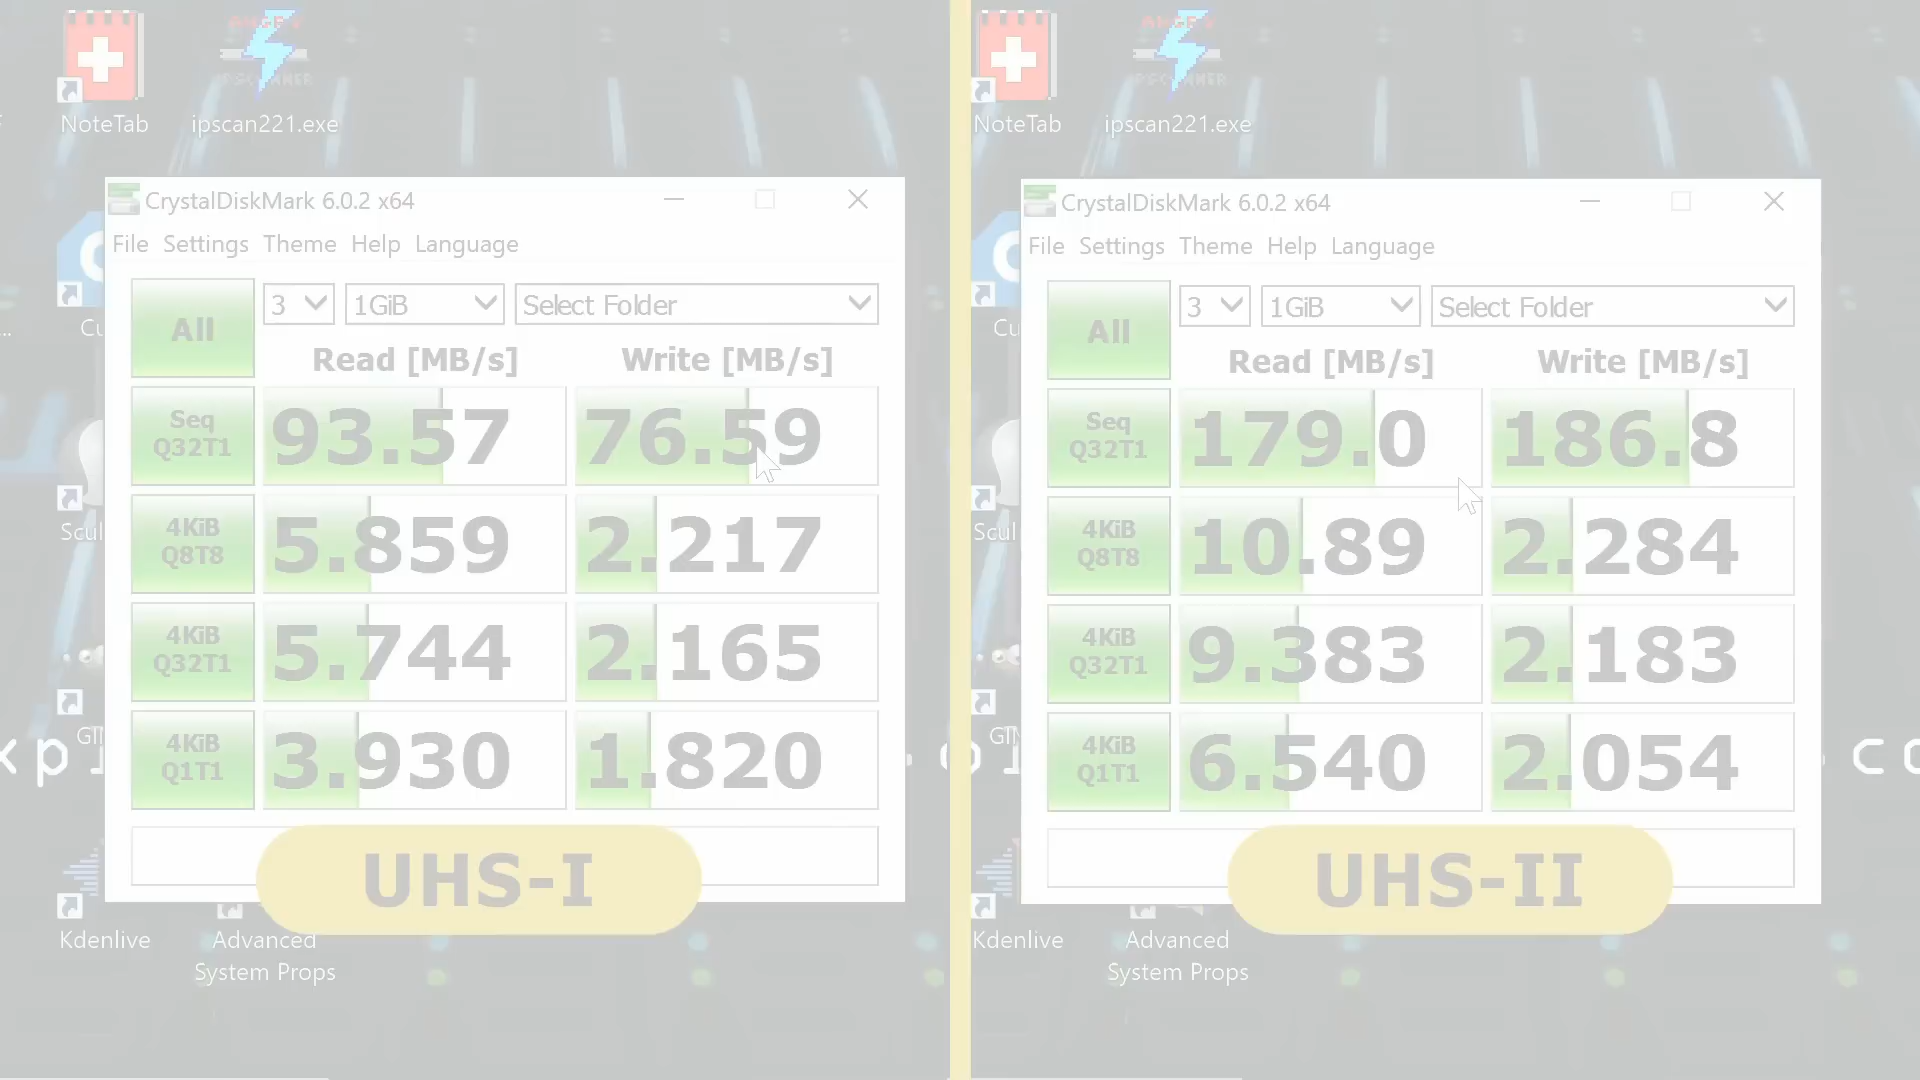 NoteTab
ipscan221.exe
CrystalDiskMark 6.0.2 x64
File Settings Theme Help Language
All
3
1GiB
Select Folder
Read [MB/s]
Write [MB/s]
Seq
Q32T1
93.57
76.59
4KiB
Q8T8
5.859
2.217
4KiB
Q32T1
5.744
2.165
4KiB
Q1T1
3.930
1.820
UHS-I
Kdenlive
Advanced
System Props
NoteTab
ipscan221.exe
CrystalDiskMark 6.0.2 x64
File Settings Theme Help Language
All
3
1GiB
Select Folder
Read [MB/s]
Write [MB/s]
Seq
Q32T1
179.0
186.8
4KiB
Q8T8
10.89
2.284
4KiB
Q32T1
9.383
2.183
4KiB
Q1T1
6.540
2.054
UHS-II
Kdenlive
Advanced
System Props